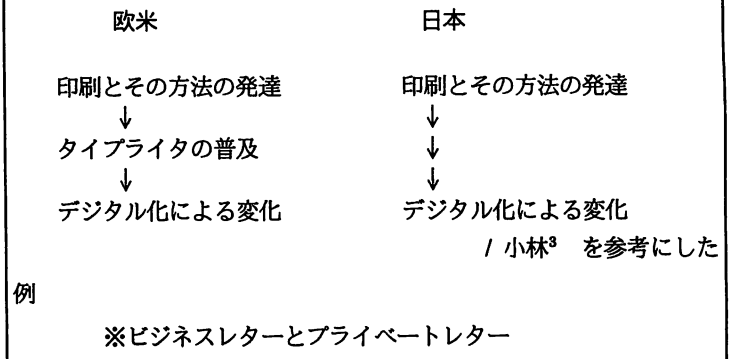 欧米　　　　　　　　　日本
印刷とその方法の発達　　　印刷とその方法の発達
↓　　　　　　　　　　↓
タイプライタの普及　　　　↓
↓　　　　　　　　　　↓
デジタル化による変化　　　デジタル化による変化
/ 小林³　を参考にした
例
※ビジネスレターとプライベートレター